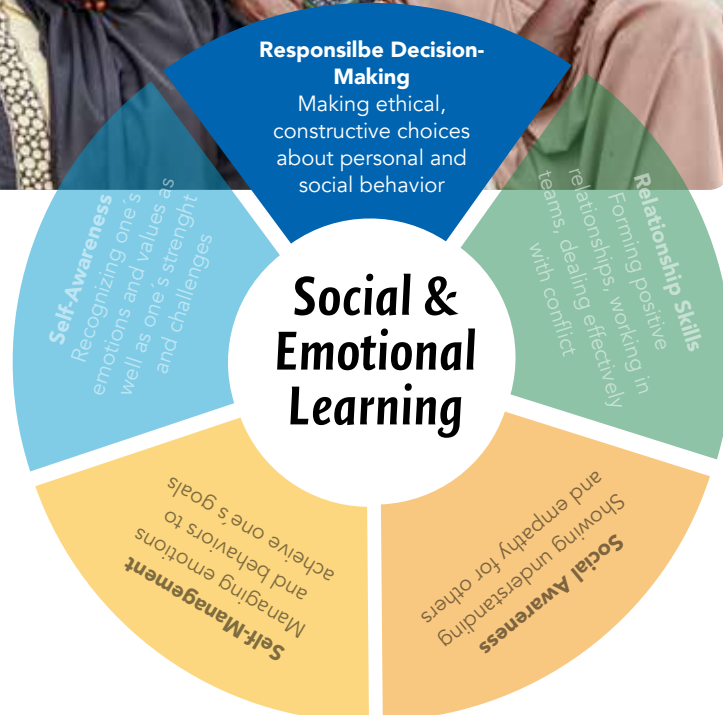 Responsilbe Decision-
Making
Making ethical,
constructive choices
about personal and
social behavior
Relationship Skills
Forming positive
relationships, working in
teams, dealing effectively
with conflict
Social Awareness
Showing understanding
and empathy for others
Self-Management
Managing emotions
and behaviors to
acheive one´s goals
Self-Awareness
Recognizing one´s
emotions and values as
well as one´s strenght
and challenges
Social &
Emotional
Learning